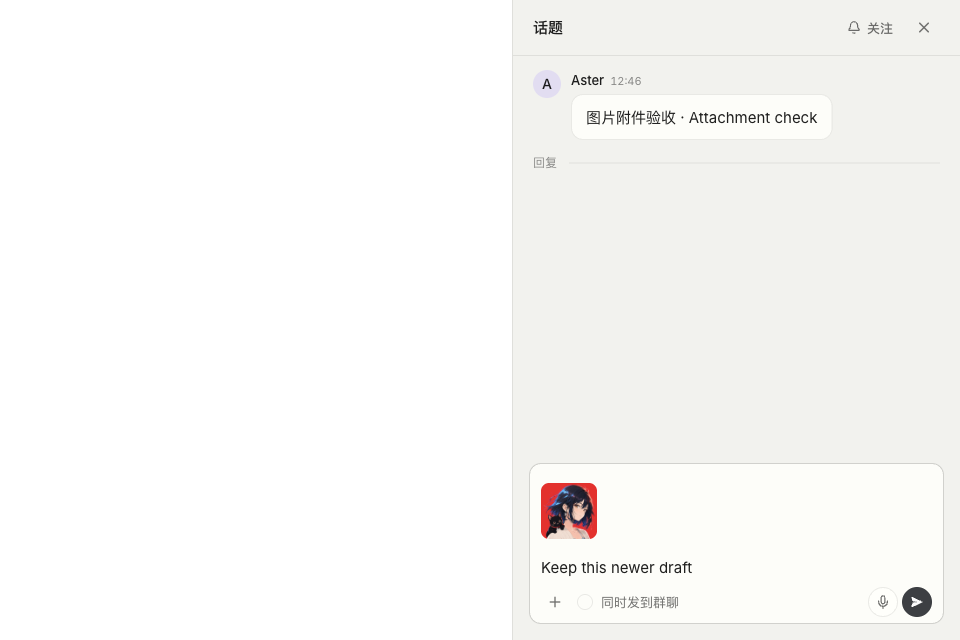 话题
关注
A
Aster 12:46
图片附件验收 · Attachment check
回复
Keep this newer draft
同时发到群聊